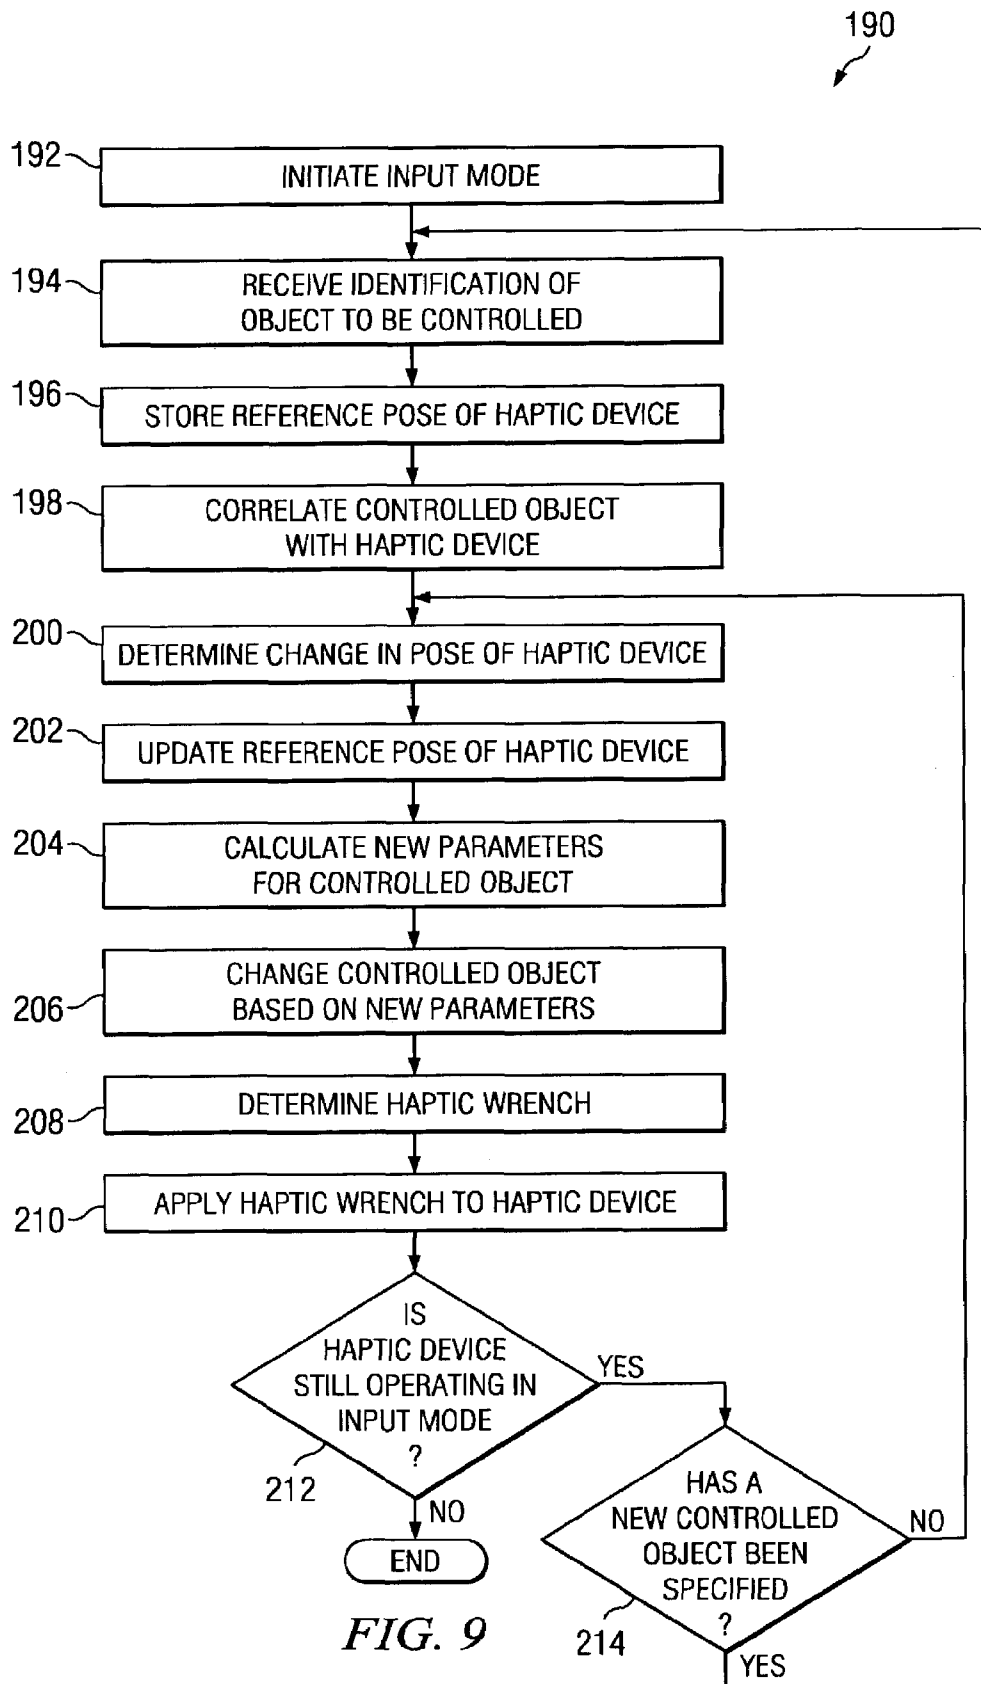 190
192
INITIATE INPUT MODE
194
RECEIVE IDENTIFICATION OF
OBJECT TO BE CONTROLLED
196
STORE REFERENCE POSE OF HAPTIC DEVICE
198
CORRELATE CONTROLLED OBJECT
WITH HAPTIC DEVICE
200
DETERMINE CHANGE IN POSE OF HAPTIC DEVICE
202
UPDATE REFERENCE POSE OF HAPTIC DEVICE
204
CALCULATE NEW PARAMETERS
FOR CONTROLLED OBJECT
206
CHANGE CONTROLLED OBJECT
BASED ON NEW PARAMETERS
208
DETERMINE HAPTIC WRENCH
210
APPLY HAPTIC WRENCH TO HAPTIC DEVICE
IS
HAPTIC DEVICE
STILL OPERATING IN
INPUT MODE
?
YES
212
NO
END
HAS A
NEW CONTROLLED
OBJECT BEEN
SPECIFIED
?
NO
214
YES
FIG. 9